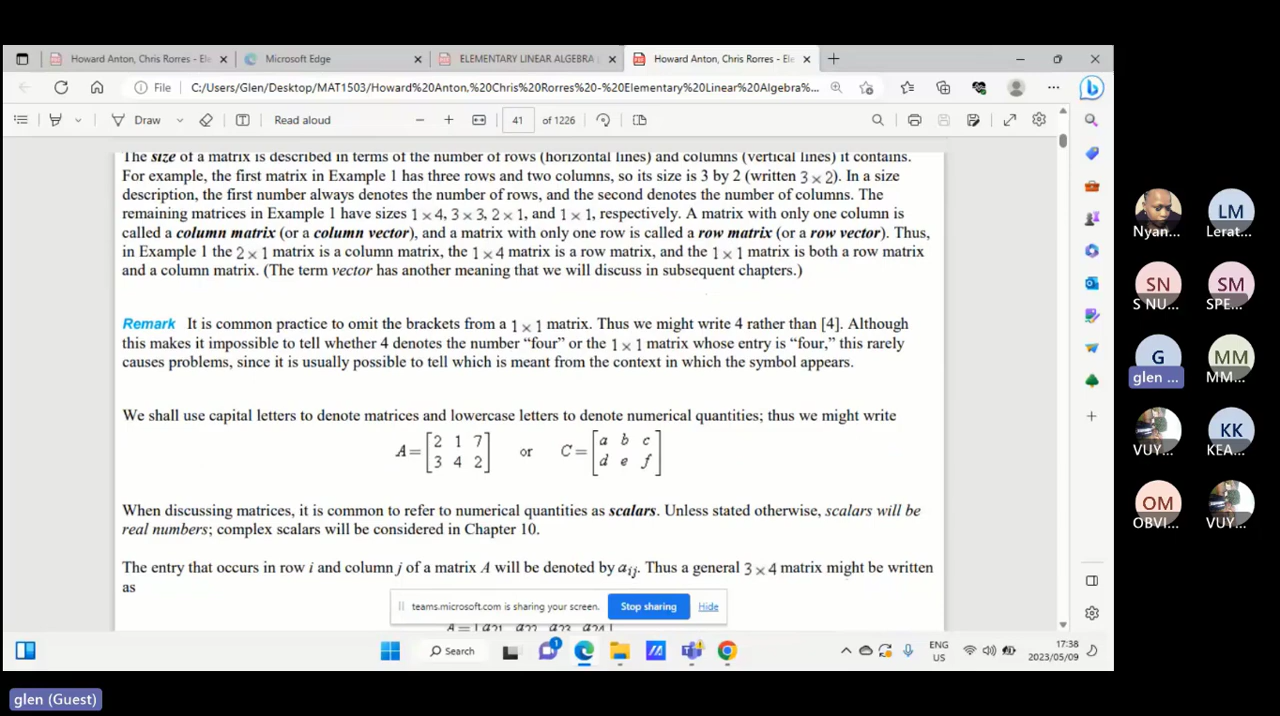 Howard Anton, Chris Rorres - Ele
Microsoft Edge
ELEMENTARY LINEAR ALGEBRA
Howard Anton, Chris Rorres - Ele
File
C:/Users/Glen/Desktop/MAT1503/Howard%20Anton,%20Chris%20Rorres%20-%20Elementary%20Linear%20Algebra%...
Draw
Read aloud
41 of 1226
The size of a matrix is described in terms of the number of rows (horizontal lines) and columns (vertical lines) it contains.
For example, the first matrix in Example 1 has three rows and two columns, so its size is 3 by 2 (written 3 × 2). In a size
description, the first number always denotes the number of rows, and the second denotes the number of columns. The
remaining matrices in Example 1 have sizes 1 × 4, 3 × 3, 2 × 1, and 1 × 1, respectively. A matrix with only one column is
called a column matrix (or a column vector), and a matrix with only one row is called a row matrix (or a row vector). Thus,
in Example 1 the 2 × 1 matrix is a column matrix, the 1 × 4 matrix is a row matrix, and the 1 × 1 matrix is both a row matrix
and a column matrix. (The term vector has another meaning that we will discuss in subsequent chapters.)
Remark It is common practice to omit the brackets from a 1 × 1 matrix. Thus we might write 4 rather than [4]. Although
this makes it impossible to tell whether 4 denotes the number “four” or the 1 × 1 matrix whose entry is “four,” this rarely
causes problems, since it is usually possible to tell which is meant from the context in which the symbol appears.
We shall use capital letters to denote matrices and lowercase letters to denote numerical quantities; thus we might write
A = [2 1 7
3 4 2] or C = [a b c
d e f]
When discussing matrices, it is common to refer to numerical quantities as scalars. Unless stated otherwise, scalars will be
real numbers; complex scalars will be considered in Chapter 10.
The entry that occurs in row i and column j of a matrix A will be denoted by aij. Thus a general 3 × 4 matrix might be written
as
teams.microsoft.com is sharing your screen.
Stop sharing
Hide
A = a21 a22 a23 a24
Search
1
ENG
US
17:38
2023/05/09
Nyan...
LM
Lerat...
SN
S NU...
SM
SPE...
G
glen ...
MM
MM...
VUY...
KK
KEA...
OM
OBVI...
VUY...
glen (Guest)